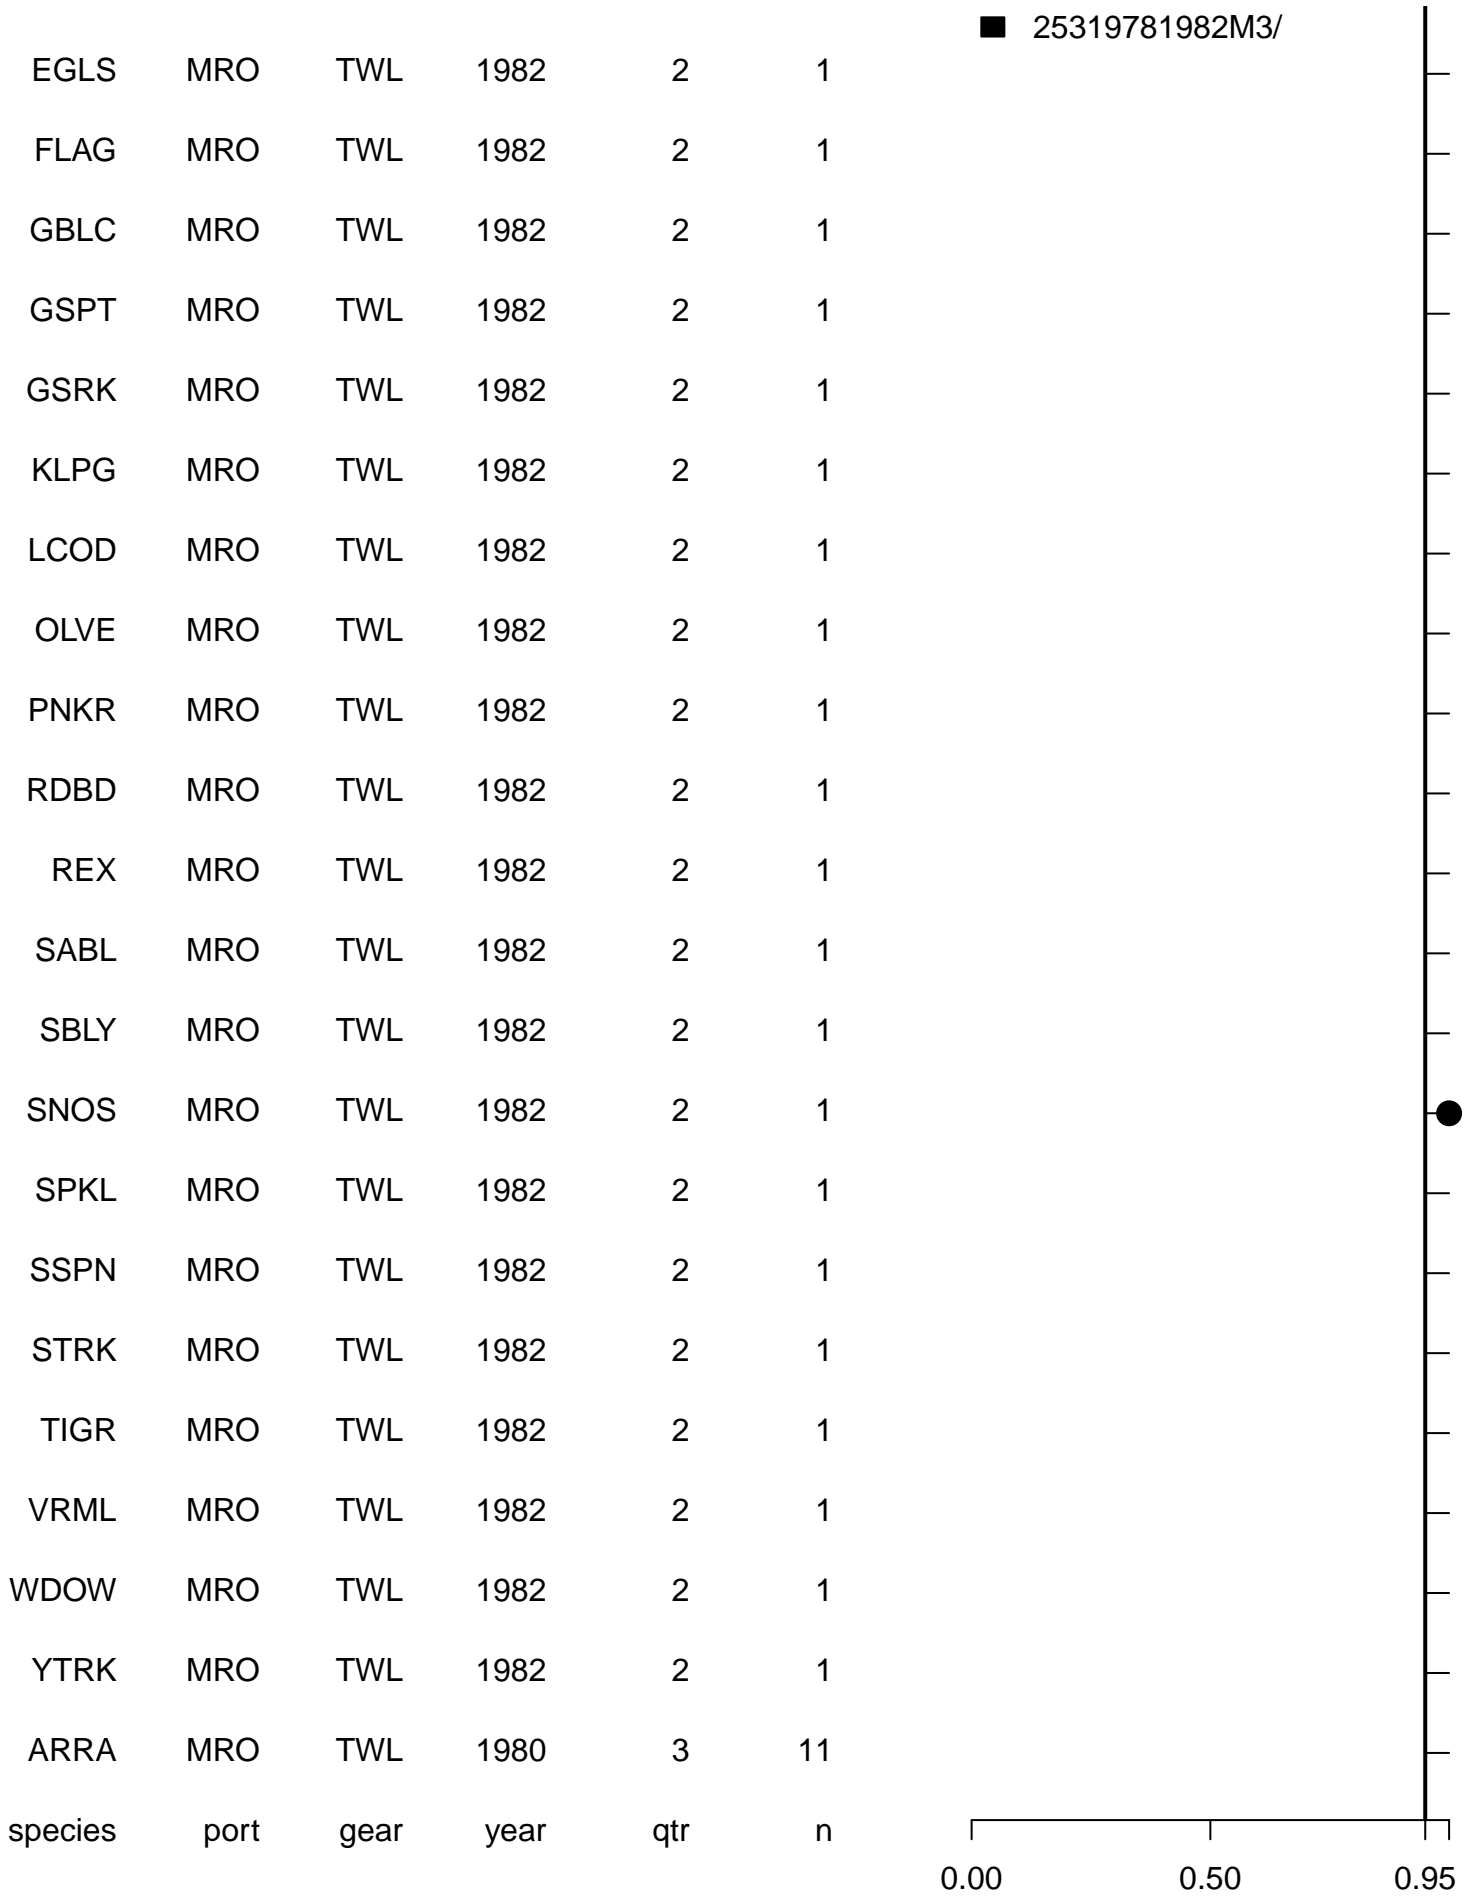 25319781982M3/
EGLS MRO TWL 1982 2 1
FLAG MRO TWL 1982 2 1
GBLC MRO TWL 1982 2 1
GSPT MRO TWL 1982 2 1
GSRK MRO TWL 1982 2 1
KLPG MRO TWL 1982 2 1
LCOD MRO TWL 1982 2 1
OLVE MRO TWL 1982 2 1
PNKR MRO TWL 1982 2 1
RDBD MRO TWL 1982 2 1
REX MRO TWL 1982 2 1
SABL MRO TWL 1982 2 1
SBLY MRO TWL 1982 2 1
SNOS MRO TWL 1982 2 1
SPKL MRO TWL 1982 2 1
SSPN MRO TWL 1982 2 1
STRK MRO TWL 1982 2 1
TIGR MRO TWL 1982 2 1
VRML MRO TWL 1982 2 1
WDOW MRO TWL 1982 2 1
YTRK MRO TWL 1982 2 1
ARRA MRO TWL 1980 3 11
species port gear year qtr n
0.00 0.50 0.95